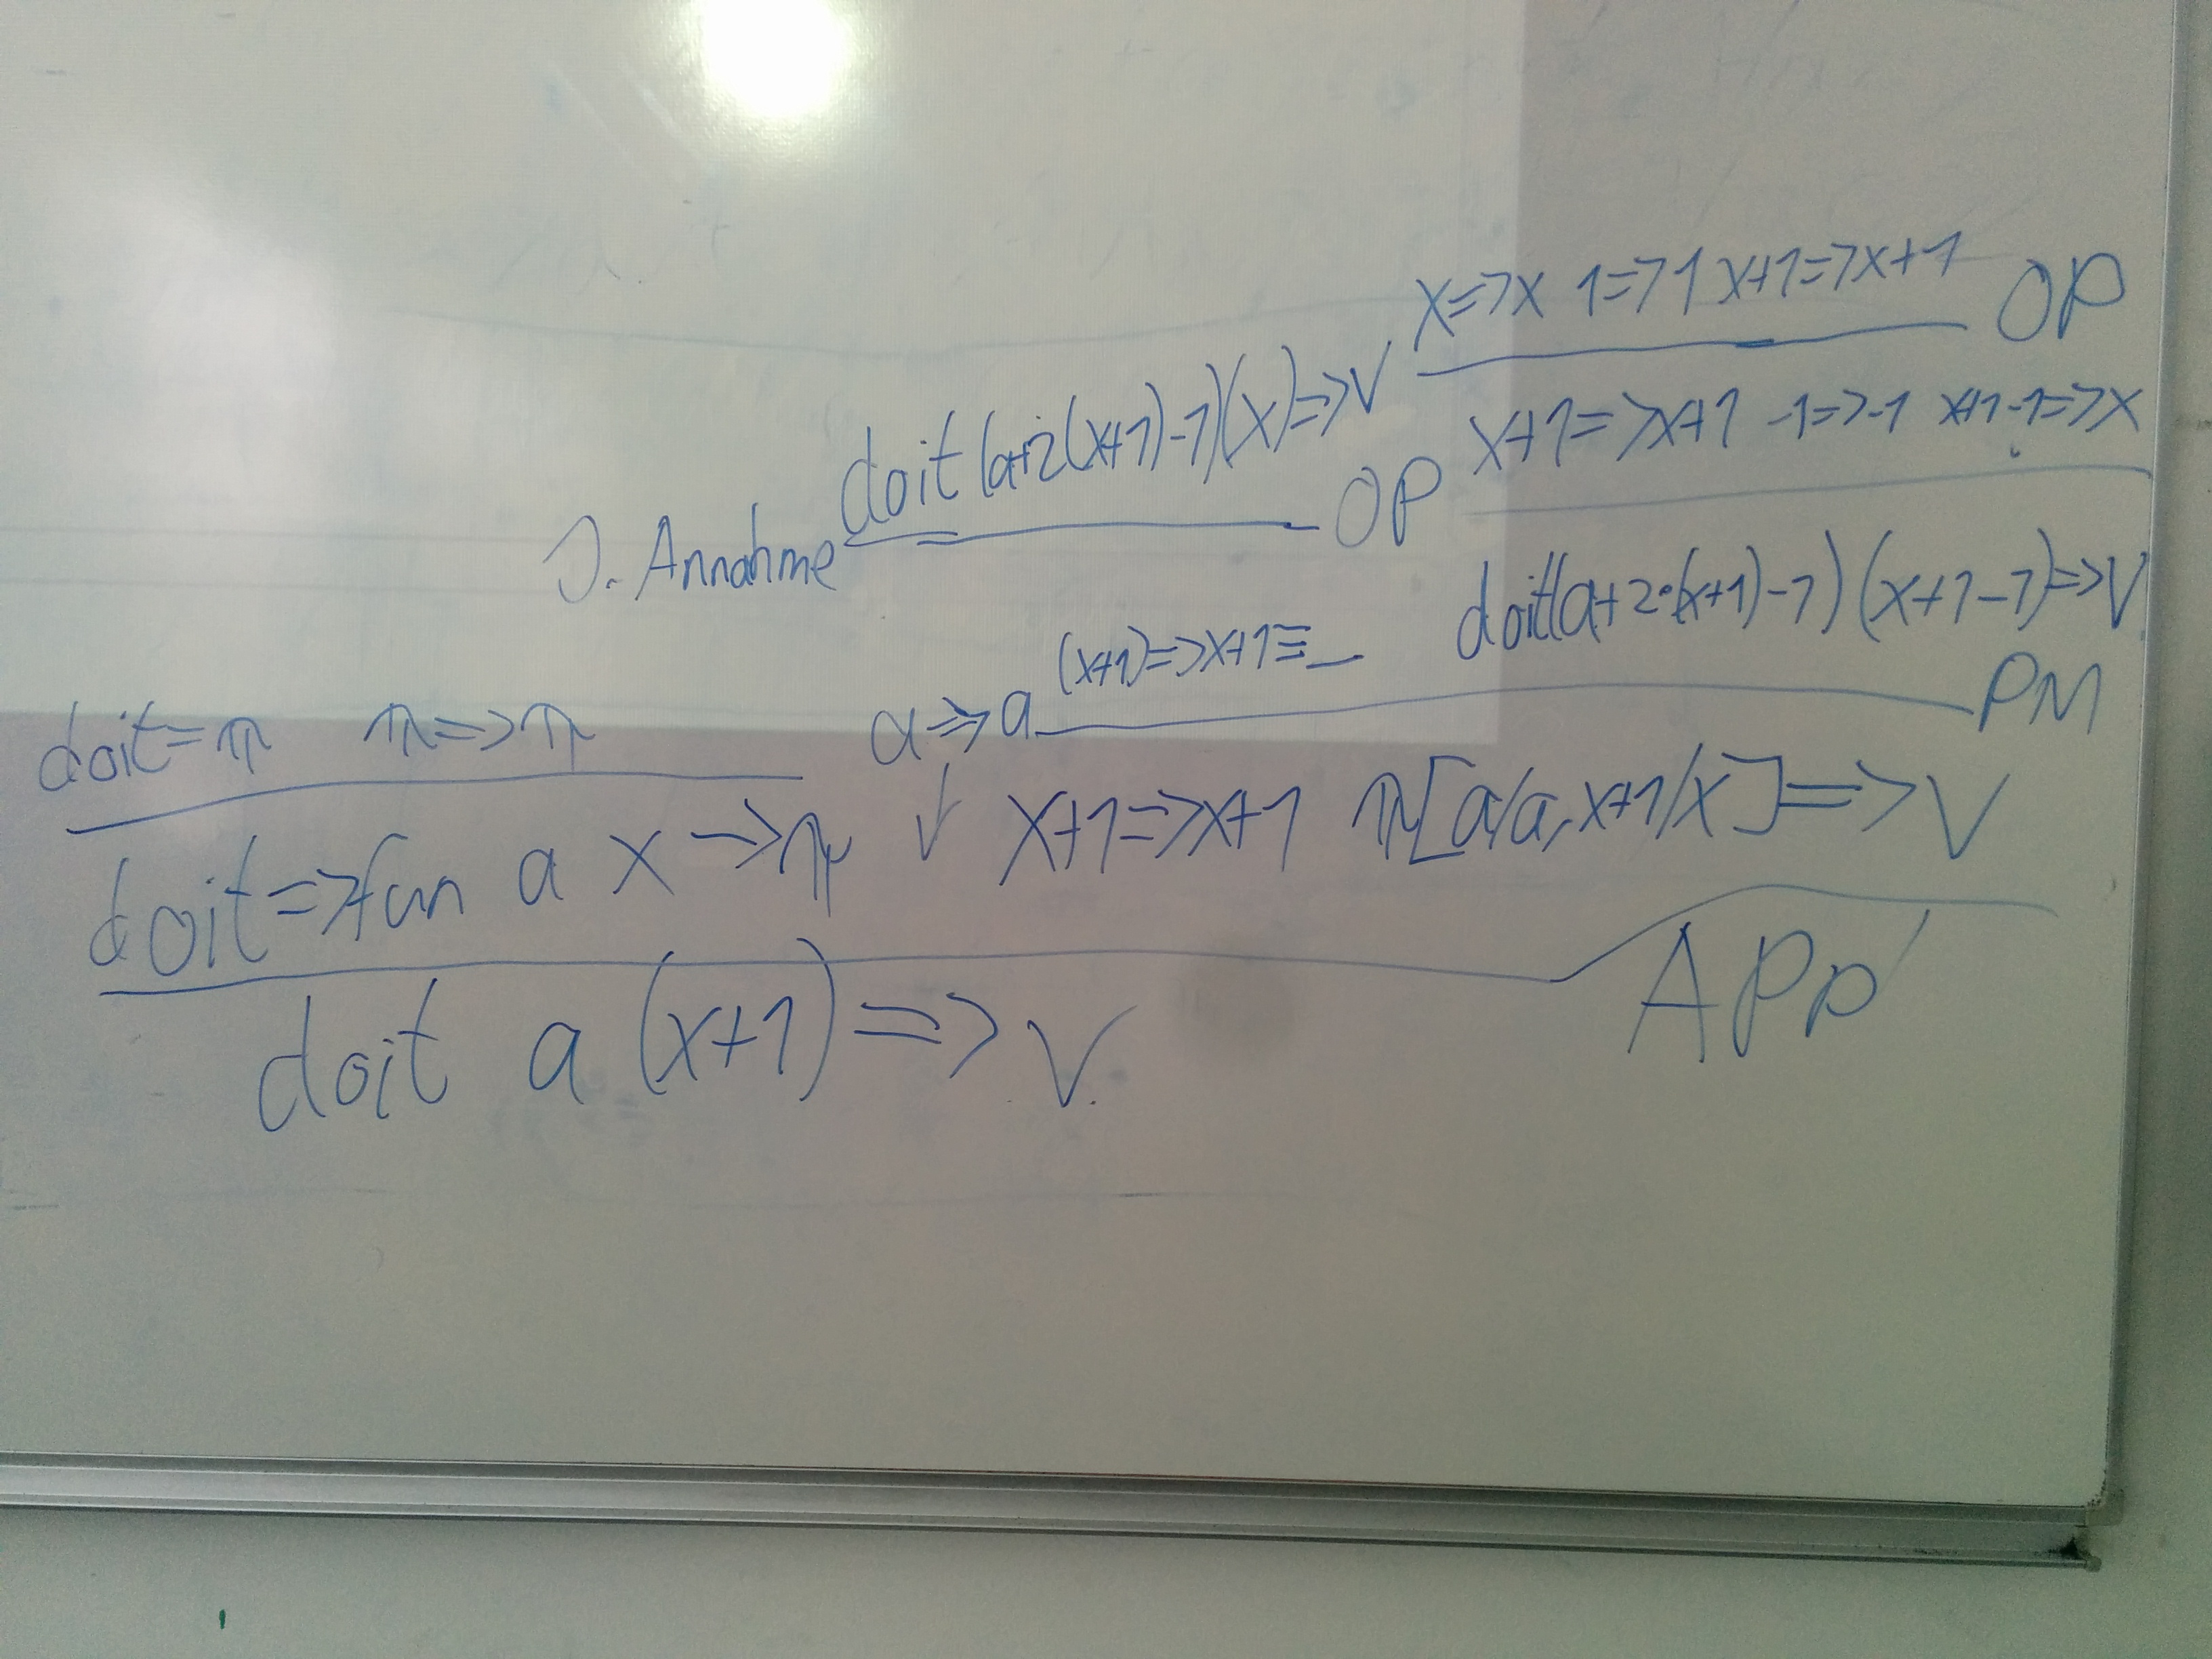 x=>x 1=>1 x+1=>x+1 OP
doit (a+2(x+1)-1)(x)=>V
OP x+1=>x+1 -1=>-1 x+1-1=>x
J. Annahme
doit(a+2·(x+1)-1)(x+1-1)=>V
(x+1)=>x+1≡_
PM
doit=π π=>π a=>a
doit=>fun a x ->π ✓ x+1=>x+1 π[a/a, x+1/x]=>V
APP'
doit a (x+1)=>V.